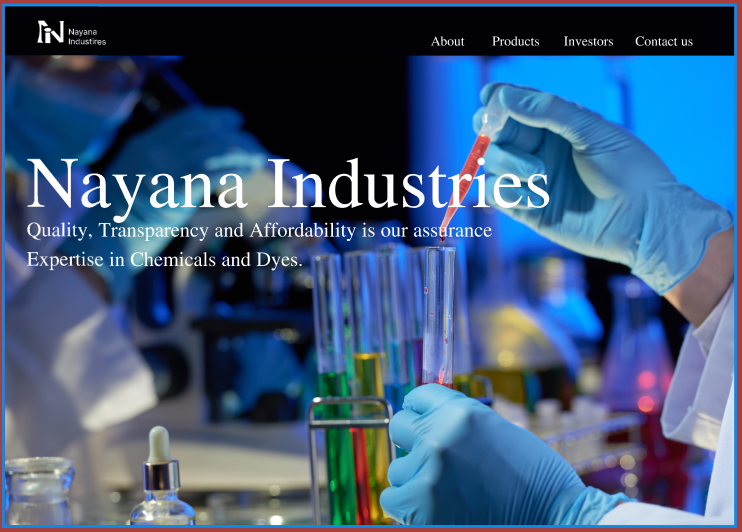 Nayana
Industires
About Products Investors Contact us
Nayana Industries
Quality, Transparency and Affordability is our assurance
Expertise in Chemicals and Dyes.